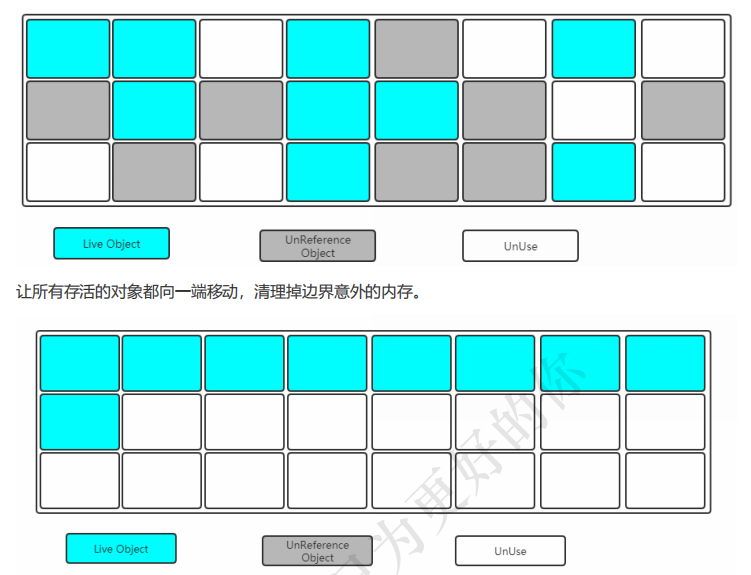 Live Object
UnReference
Object
UnUse
让所有存活的对象都向一端移动，清理掉边界意外的内存。
为更好的你
Live Object
UnReference
Object
UnUse